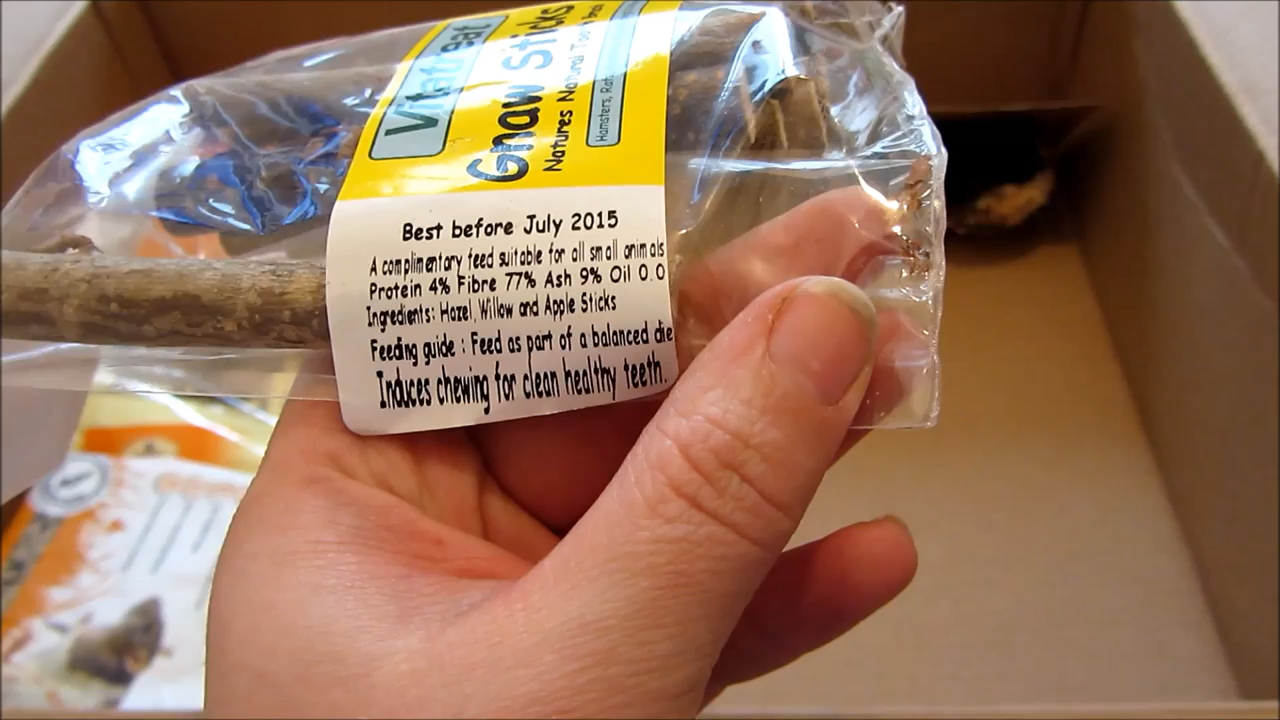 Vitatreat
Gnaw Sticks
Natures Natural
Hamsters,
Best before July 2015
A complimentary feed suitable for all small animals
Protein 4% Fibre 77% Ash 9% Oil 0.0
Ingredients: Hazel, Willow and Apple Sticks
Feeding guide : Feed as part of a balanced die
Induces chewing for clean healthy teeth.